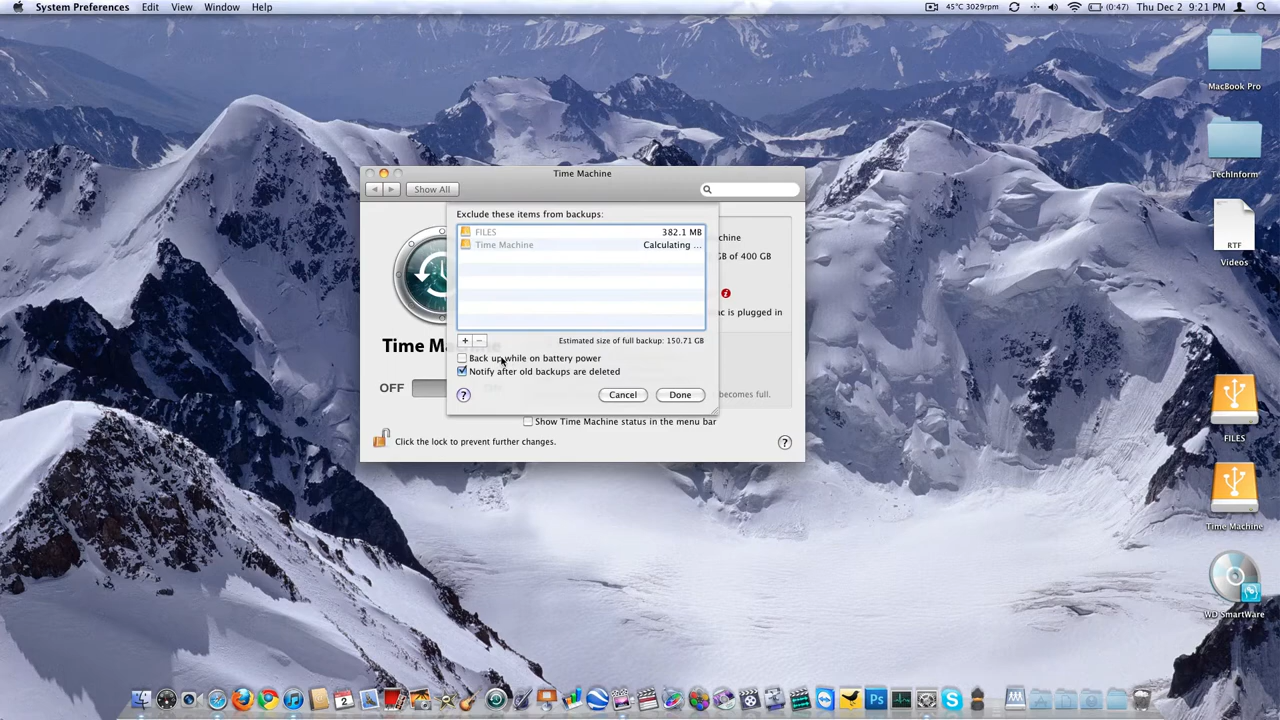 System Preferences Edit View Window Help
45°C 3029rpm (0:47) Thu Dec 2 9:21 PM
MacBook Pro
TechInform
RTF
Videos
FILES
Time Machine
WD SmartWare
Time Machine
Show All
Exclude these items from backups:
FILES 382.1 MB
Time Machine Calculating ...
Estimated size of full backup: 150.71 GB
Back up while on battery power
Notify after old backups are deleted
? Cancel Done
chine
GB of 400 GB
c is plugged in
becomes full.
Time M
OFF
Show Time Machine status in the menu bar
Click the lock to prevent further changes. ?
2
Ps
S